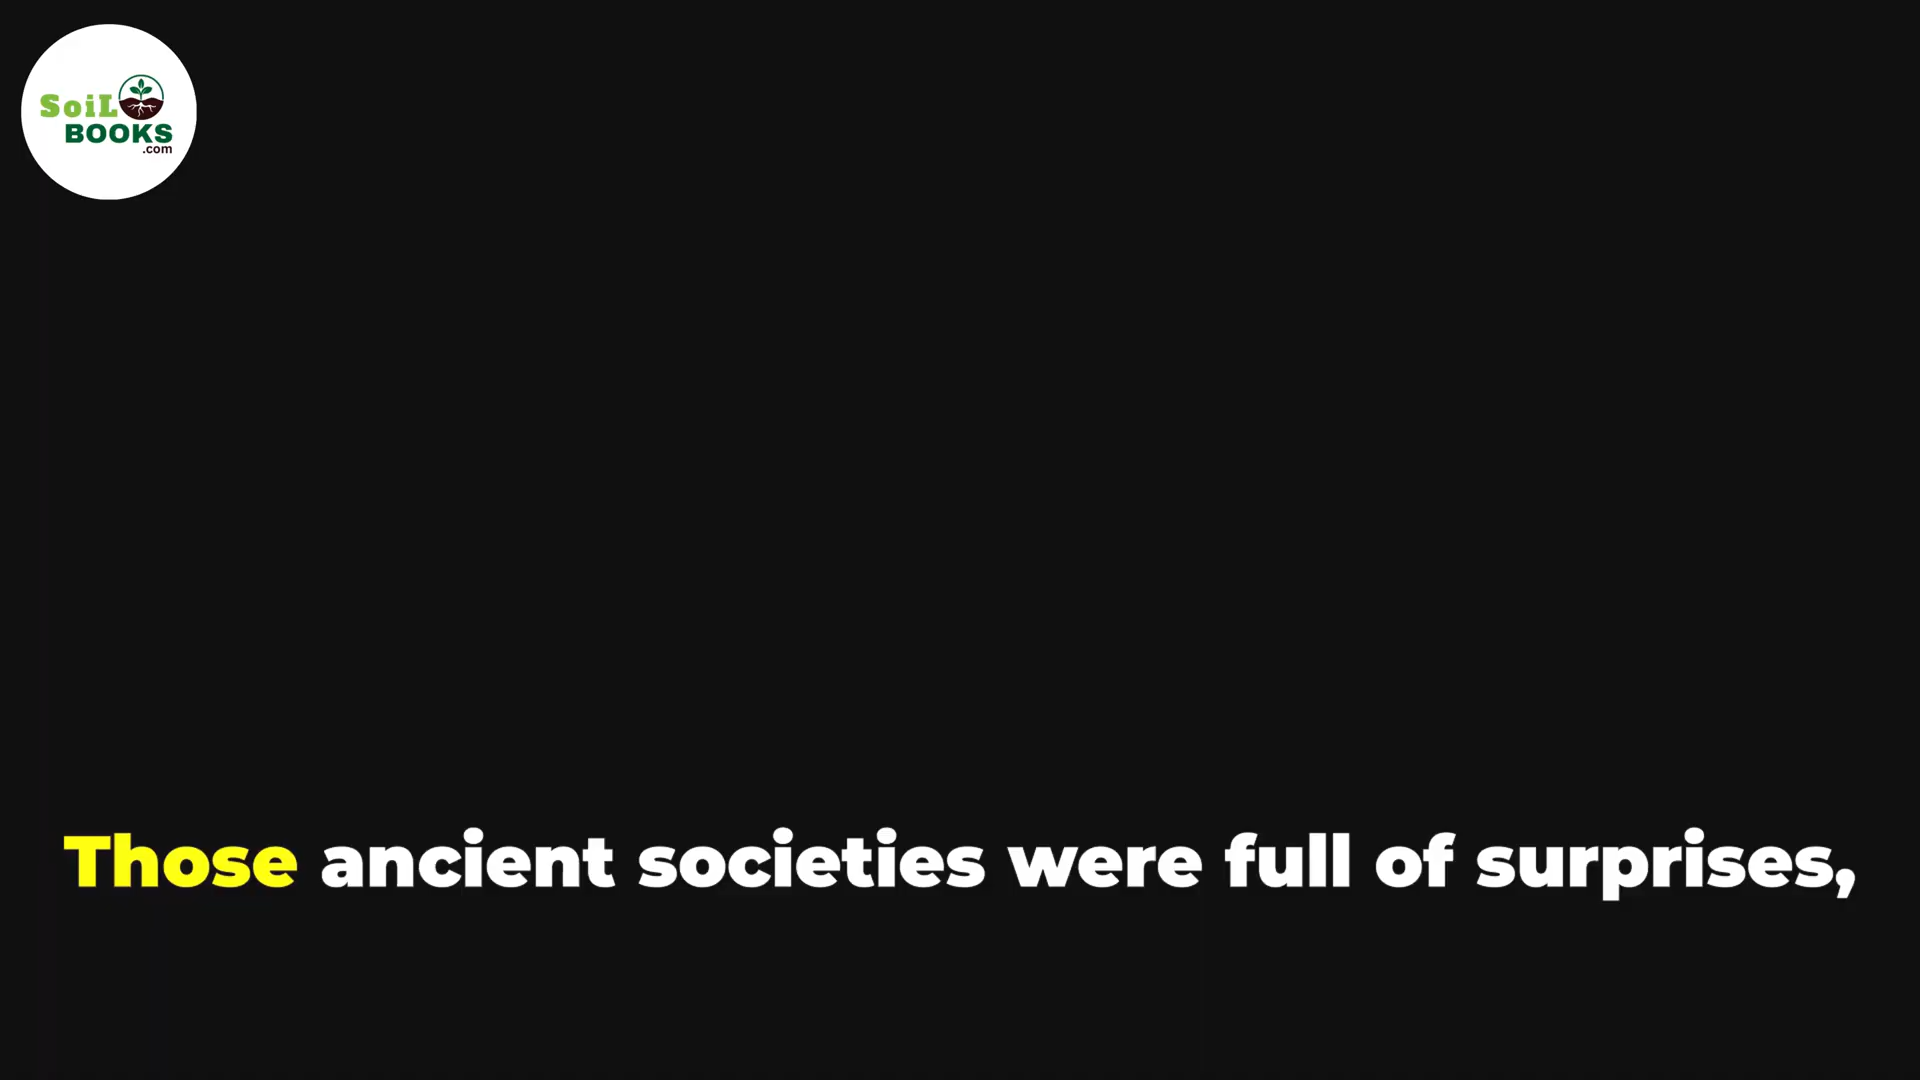 SoiL
BOOKS
.com
Those ancient societies were full of surprises,